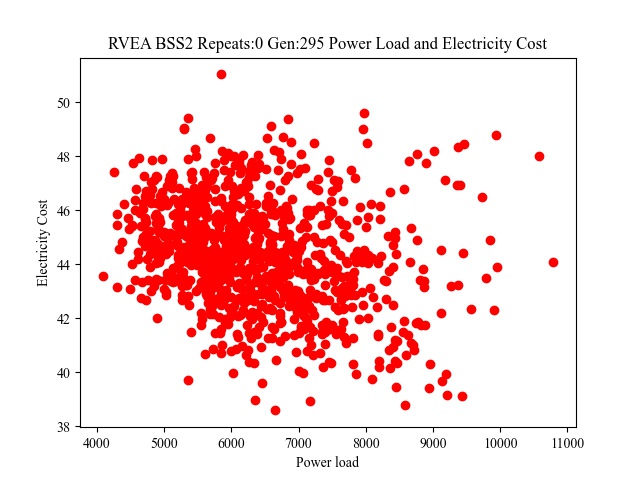 RVEA BSS2 Repeats:0 Gen:295 Power Load and Electricity Cost
50
48
46
44
42
40
38
Electricity Cost
4000 5000 6000 7000 8000 9000 10000 11000
Power load